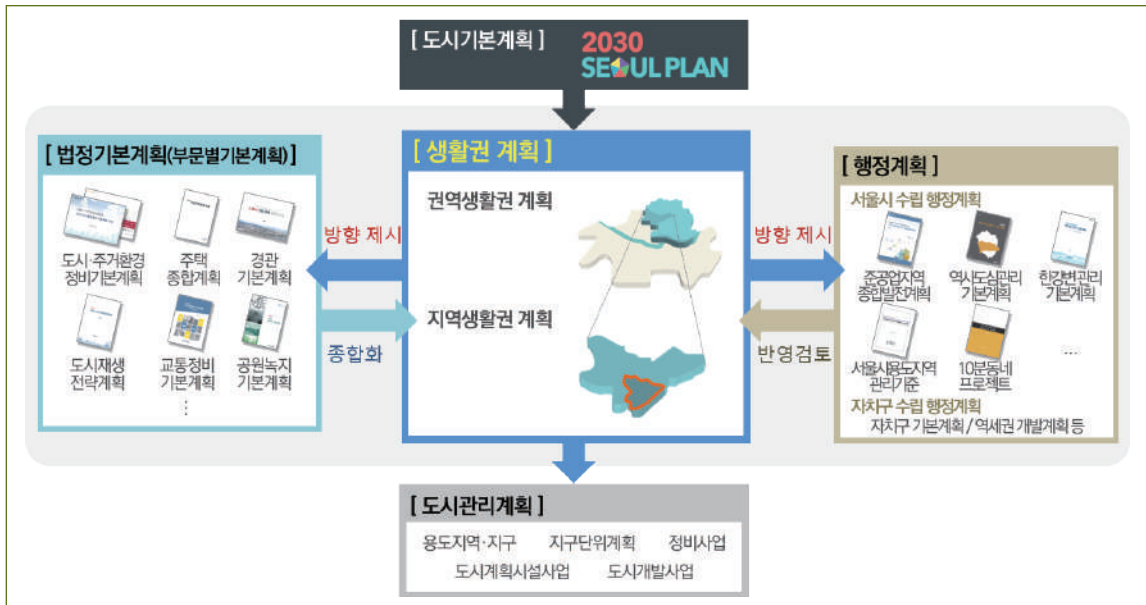 [ 도시기본계획 ]
2030
SEOUL PLAN
[ 법정기본계획(부문별기본계획) ]
도시·주거환경
정비기본계획
주택
종합계획
경관
기본계획
도시재생
전략계획
교통정비
기본계획
공원녹지
기본계획
⋮
방향 제시
종합화
[ 생활권 계획 ]
권역생활권 계획
지역생활권 계획
방향 제시
반영검토
[ 행정계획 ]
서울시 수립 행정계획
준공업지역
종합발전계획
역사도심관리
기본계획
한강변관리
기본계획
서울시용도지역
관리기준
10분동네
프로젝트
…
자치구 수립 행정계획
자치구 기본계획 / 역세권 개발계획 등
[ 도시관리계획 ]
용도지역·지구 지구단위계획 정비사업
도시계획시설사업 도시개발사업